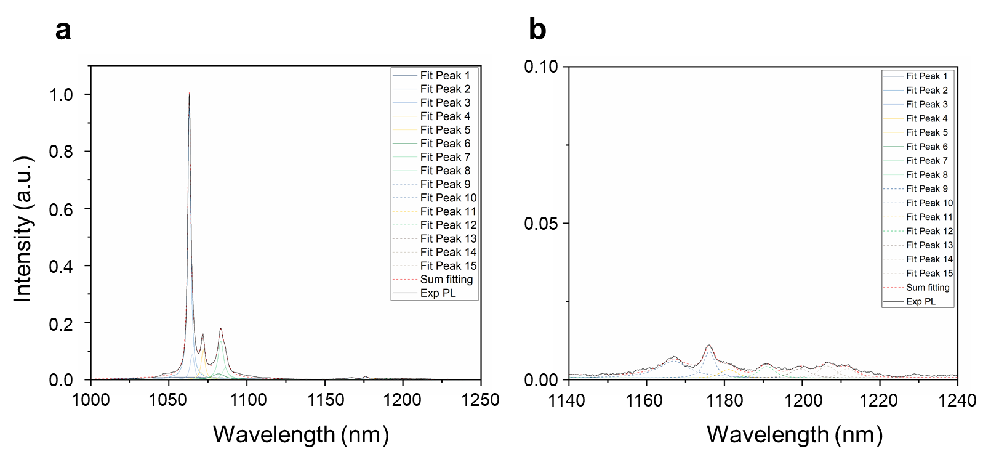 a
Intensity (a.u.)
1.0
0.8
0.6
0.4
0.2
0.0
1000 1050 1100 1150 1200 1250
Wavelength (nm)
Fit Peak 1
Fit Peak 2
Fit Peak 3
Fit Peak 4
Fit Peak 5
Fit Peak 6
Fit Peak 7
Fit Peak 8
Fit Peak 9
Fit Peak 10
Fit Peak 11
Fit Peak 12
Fit Peak 13
Fit Peak 14
Fit Peak 15
Sum fitting
Exp PL
b
0.10
0.05
0.00
1140 1160 1180 1200 1220 1240
Wavelength (nm)
Fit Peak 1
Fit Peak 2
Fit Peak 3
Fit Peak 4
Fit Peak 5
Fit Peak 6
Fit Peak 7
Fit Peak 8
Fit Peak 9
Fit Peak 10
Fit Peak 11
Fit Peak 12
Fit Peak 13
Fit Peak 14
Fit Peak 15
Sum fitting
Exp PL